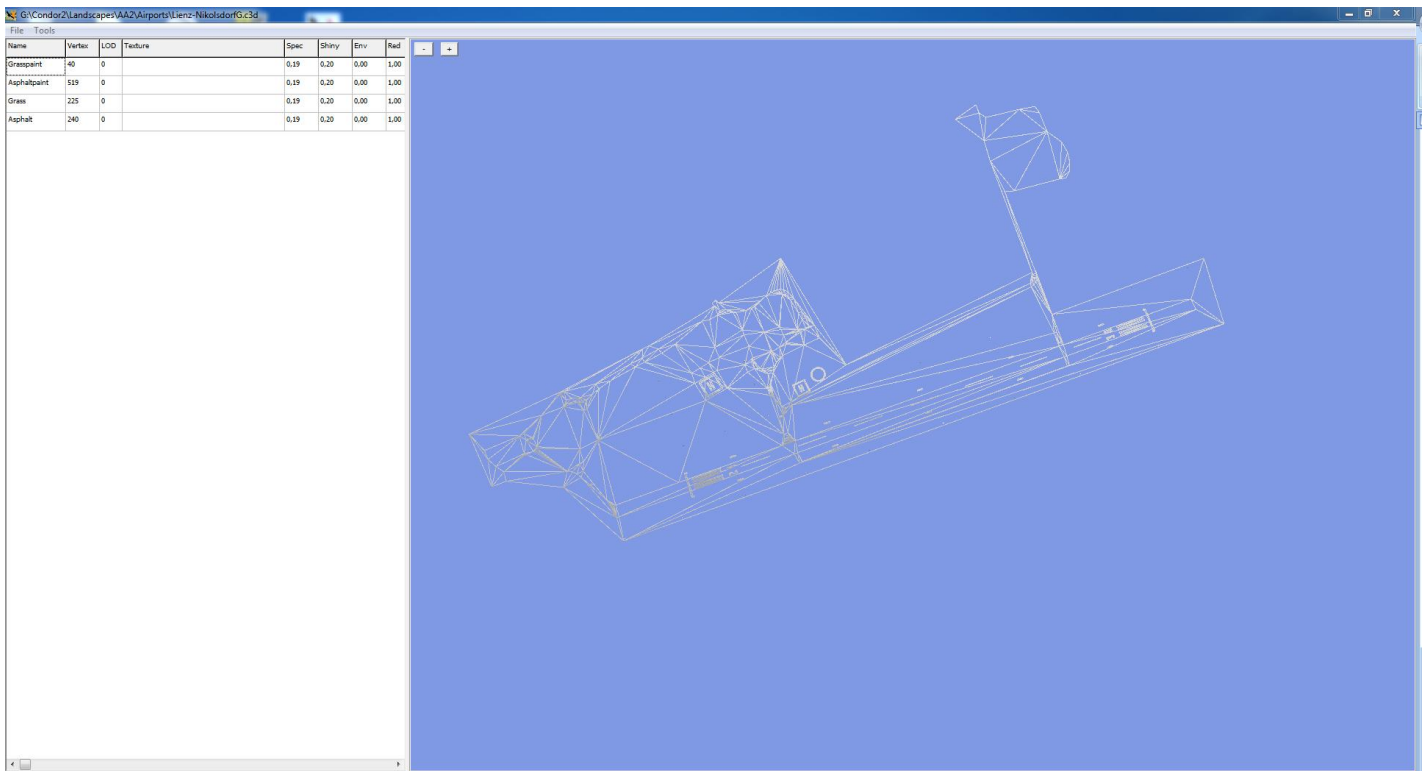 G:\Condor2\Landscapes\AA2\Airports\Lienz-NikolsdorfG.c3d
File Tools
Name Vertex LOD Texture Spec Shiny Env Red
Grasspaint 40 0 0,19 0,20 0,00 1,00
Asphaltpaint 519 0 0,19 0,20 0,00 1,00
Grass 225 0 0,19 0,20 0,00 1,00
Asphalt 240 0 0,19 0,20 0,00 1,00
- +